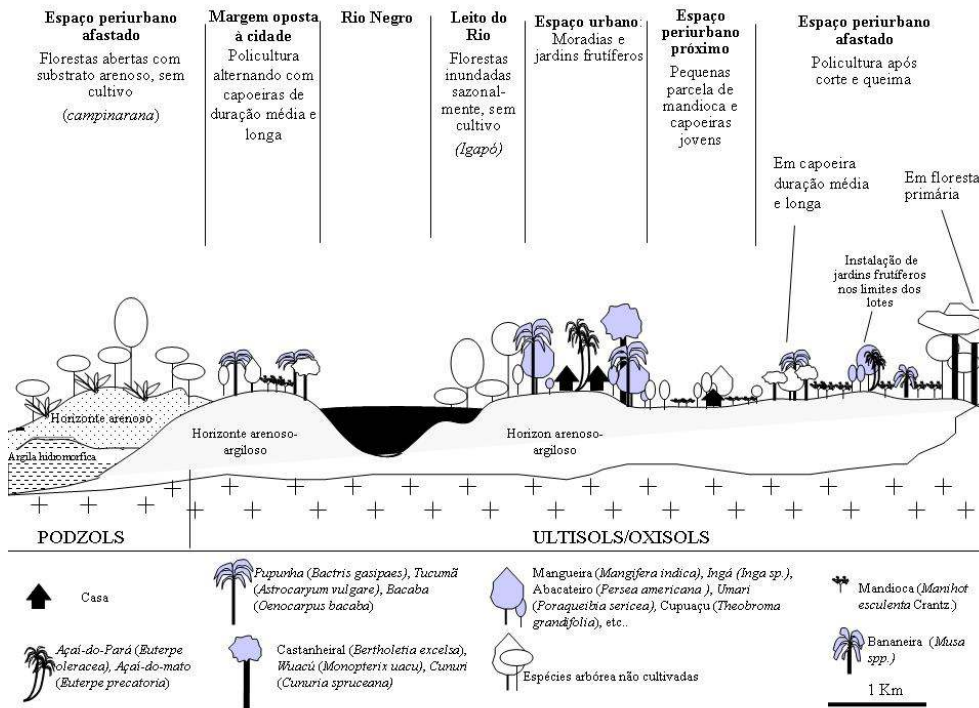 Espaço periurbano
afastado
Florestas abertas com
substrato arenoso, sem
cultivo
(campinarana)
Margem oposta
à cidade
Policultura
alternando com
capoeiras de
duração média e
longa
Rio Negro
Leito do
Rio
Florestas
inundadas
sazonal-
mente, sem
cultivo
(Igapó)
Espaço urbano:
Moradias e
jardins frutíferos
Espaço
periurbano
próximo
Pequenas
parcela de
mandioca e
capoeiras
jovens
Espaço periurbano
afastado
Policultura após
corte e queima
Em capoeira
duração média
e longa
Em floresta
primária
Instalação de
jardins frutíferos
nos limites dos
lotes
Horizonte arenoso
Argila hidromorfica
Horizonte arenoso-
argiloso
Horizon arenoso-
argiloso
PODZOLS
ULTISOLS/OXISOLS
Casa
Pupunha (Bactris gasipaes), Tucumã
(Astrocaryum vulgare), Bacaba
(Oenocarpus bacaba)
Mangueira (Mangifera indica), Ingá (Inga sp.),
Abacateiro (Persea americana ), Umari
(Poraqueibia sericea), Cupuaçu (Theobroma
grandifolia), etc..
Mandioca (Manihot
esculenta Crantz.)
Açaí-do-Pará (Euterpe
oleracea), Açaí-do-mato
(Euterpe precatoria)
Castanheiral (Bertholetia excelsa),
Wuacú (Monopterix uacu), Cunuri
(Cunuria spruceana)
Espécies arbórea não cultivadas
Bananeira (Musa
spp.)
1 Km